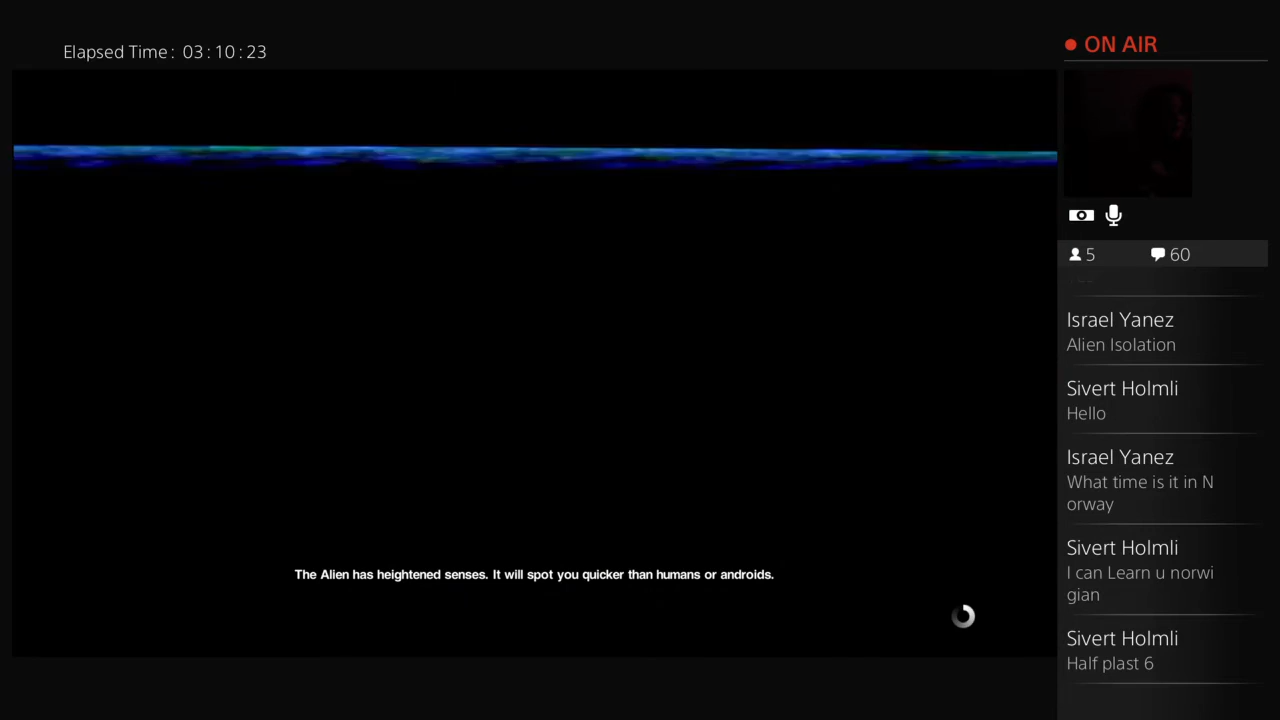 Elapsed Time: 03:10:23
ON AIR
5 60
Israel Yanez
Alien Isolation
Sivert Holmli
Hello
Israel Yanez
What time is it in N
orway
Sivert Holmli
I can Learn u norwi
gian
Sivert Holmli
Half plast 6
The Alien has heightened senses. It will spot you quicker than humans or androids.